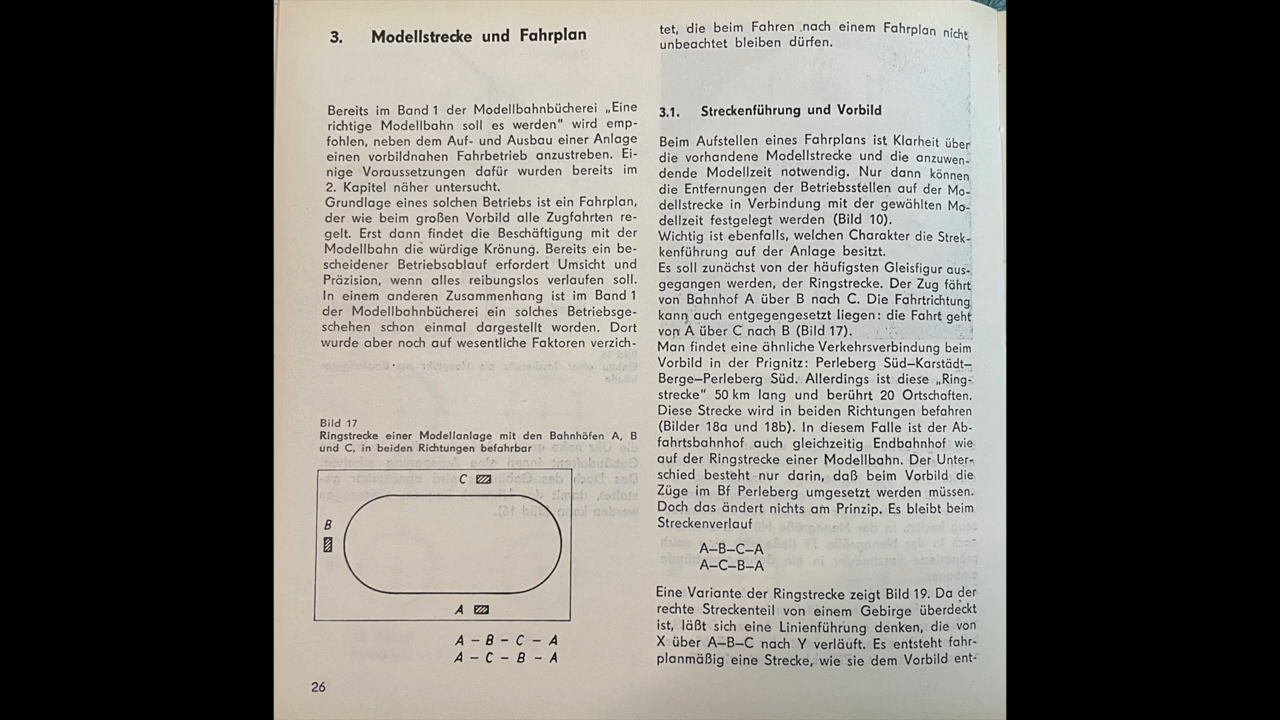 3. Modellstrecke und Fahrplan
Bereits im Band 1 der Modellbahnbücherei „Eine
richtige Modellbahn soll es werden" wird emp-
fohlen, neben dem Auf- und Ausbau einer Anlage
einen vorbildnahen Fahrbetrieb anzustreben. Ei-
nige Voraussetzungen dafür wurden bereits im
2. Kapitel näher untersucht.
Grundlage eines solchen Betriebs ist ein Fahrplan,
der wie beim großen Vorbild alle Zugfahrten re-
gelt. Erst dann findet die Beschäftigung mit der
Modellbahn die würdige Krönung. Bereits ein be-
scheidener Betriebsablauf erfordert Umsicht und
Präzision, wenn alles reibungslos verlaufen soll.
In einem anderen Zusammenhang ist im Band 1
der Modellbahnbücherei ein solches Betriebsge-
schehen schon einmal dargestellt worden. Dort
wurde aber noch auf wesentliche Faktoren verzich-
Bild 17
Ringstrecke einer Modellanlage mit den Bahnhöfen A, B
und C, in beiden Richtungen befahrbar
C
B
A
A – B – C – A
A – C – B – A
26
tet, die beim Fahren nach einem Fahrplan nicht
unbeachtet bleiben dürfen.
3.1. Streckenführung und Vorbild
Beim Aufstellen eines Fahrplans ist Klarheit über
die vorhandene Modellstrecke und die anzuwen-
dende Modellzeit notwendig. Nur dann können
die Entfernungen der Betriebsstellen auf der Mo-
dellstrecke in Verbindung mit der gewählten Mo-
dellzeit festgelegt werden (Bild 10).
Wichtig ist ebenfalls, welchen Charakter die Strek-
kenführung auf der Anlage besitzt.
Es soll zunächst von der häufigsten Gleisfigur aus-
gegangen werden, der Ringstrecke. Der Zug fährt
von Bahnhof A über B nach C. Die Fahrtrichtung
kann auch entgegengesetzt liegen: die Fahrt geht
von A über C nach B (Bild 17).
Man findet eine ähnliche Verkehrsverbindung beim
Vorbild in der Prignitz: Perleberg Süd–Karstädt–
Berge–Perleberg Süd. Allerdings ist diese „Ring-
strecke" 50 km lang und berührt 20 Ortschaften.
Diese Strecke wird in beiden Richtungen befahren
(Bilder 18a und 18b). In diesem Falle ist der Ab-
fahrtsbahnhof auch gleichzeitig Endbahnhof wie
auf der Ringstrecke einer Modellbahn. Der Unter-
schied besteht nur darin, daß beim Vorbild die
Züge im Bf Perleberg umgesetzt werden müssen.
Doch das ändert nichts am Prinzip. Es bleibt beim
Streckenverlauf
A–B–C–A
A–C–B–A
Eine Variante der Ringstrecke zeigt Bild 19. Da der
rechte Streckenteil von einem Gebirge überdeckt
ist, läßt sich eine Linienführung denken, die von
X über A–B–C nach Y verläuft. Es entsteht fahr-
planmäßig eine Strecke, wie sie dem Vorbild ent-